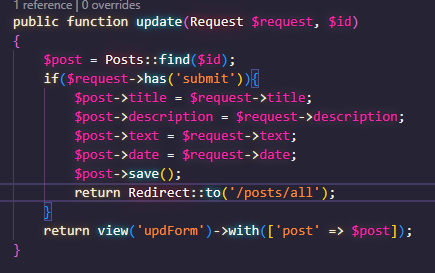 1 reference | 0 overrides
public function update(Request $request, $id)
{
    $post = Posts::find($id);
    if($request->has('submit')){
        $post->title = $request->title;
        $post->description = $request->description;
        $post->text = $request->text;
        $post->date = $request->date;
        $post->save();
        return Redirect::to('/posts/all');
    }
    return view('updForm')->with(['post' => $post]);
}